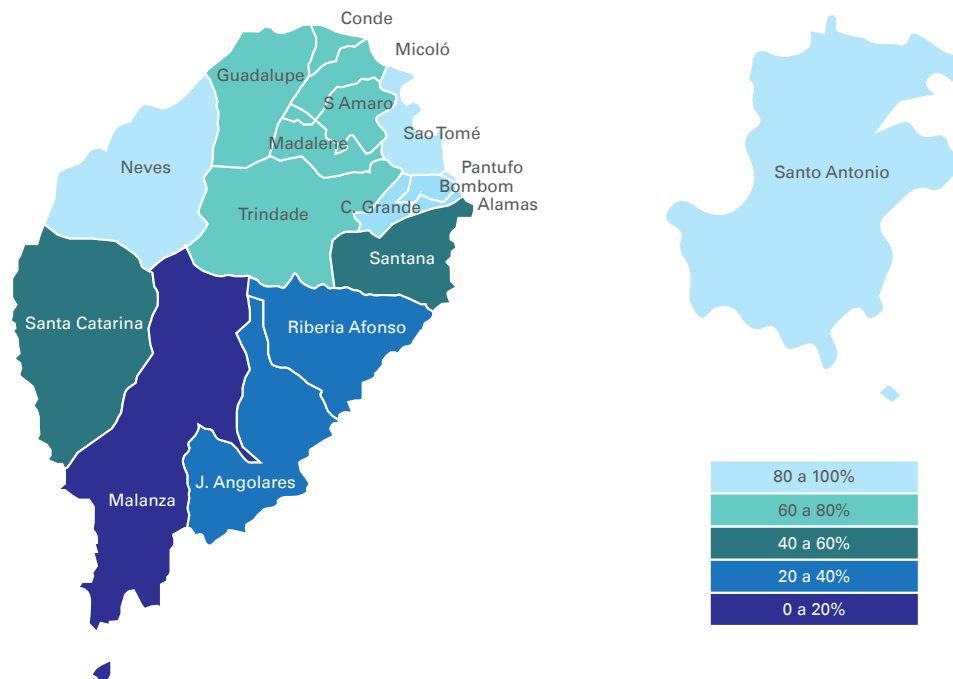 Conde
Micoló
Guadalupe
S Amaro
Sao Tomé
Madalene
Neves
Pantufo
Santo Antonio
Bombom
C. Grande
Alamas
Trindade
Santana
Santa Catarina
Riberia Afonso
80 a 100%
J. Angolares
Malanza
60 a 80%
40 a 60%
20 a 40%
0 a 20%